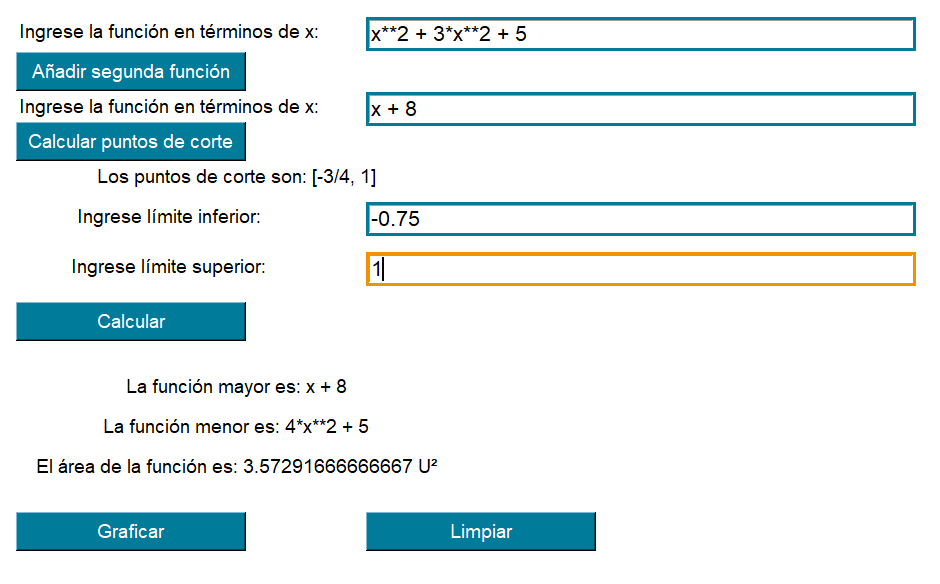 Ingrese la función en términos de x: x**2 + 3*x**2 + 5
Añadir segunda función
Ingrese la función en términos de x: x + 8
Calcular puntos de corte
Los puntos de corte son: [-3/4, 1]
Ingrese límite inferior: -0.75
Ingrese límite superior: 1
Calcular
La función mayor es: x + 8
La función menor es: 4*x**2 + 5
El área de la función es: 3.57291666666667 U²
Graficar Limpiar